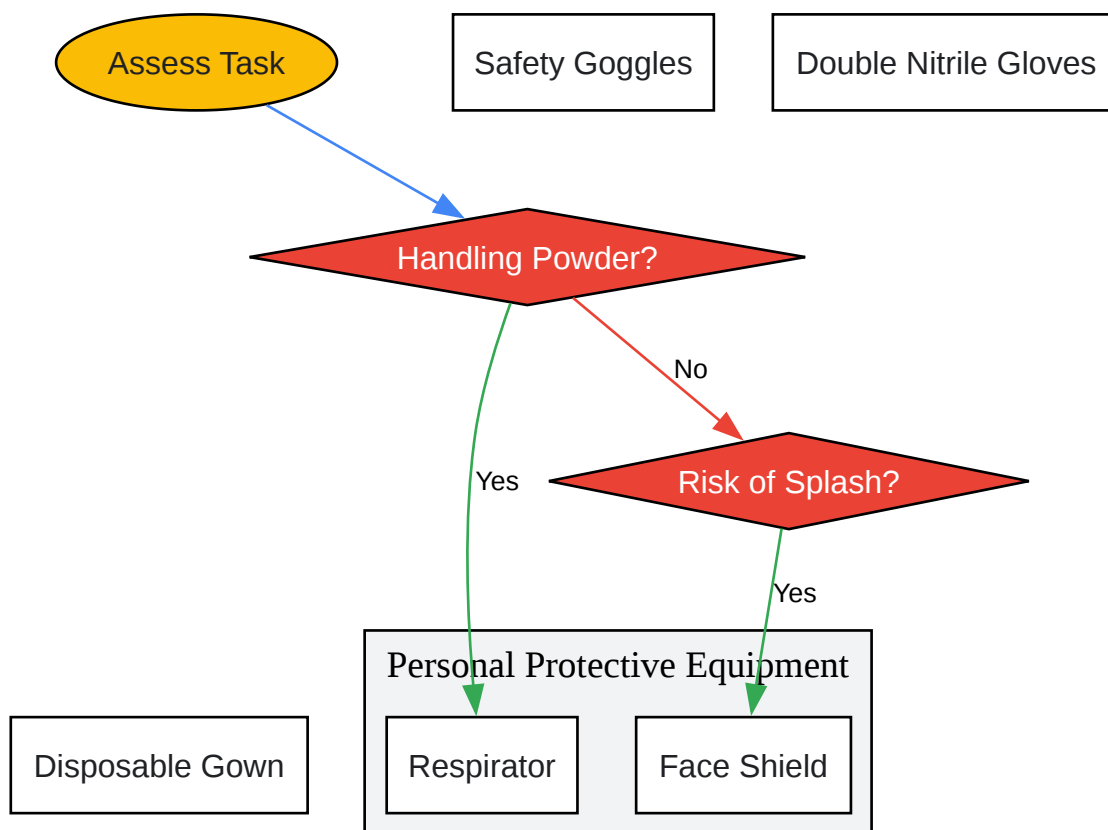 Assess Task
Safety Goggles
Double Nitrile Gloves
Handling Powder?
No
Yes
Risk of Splash?
Yes
Personal Protective Equipment
Disposable Gown
Respirator
Face Shield